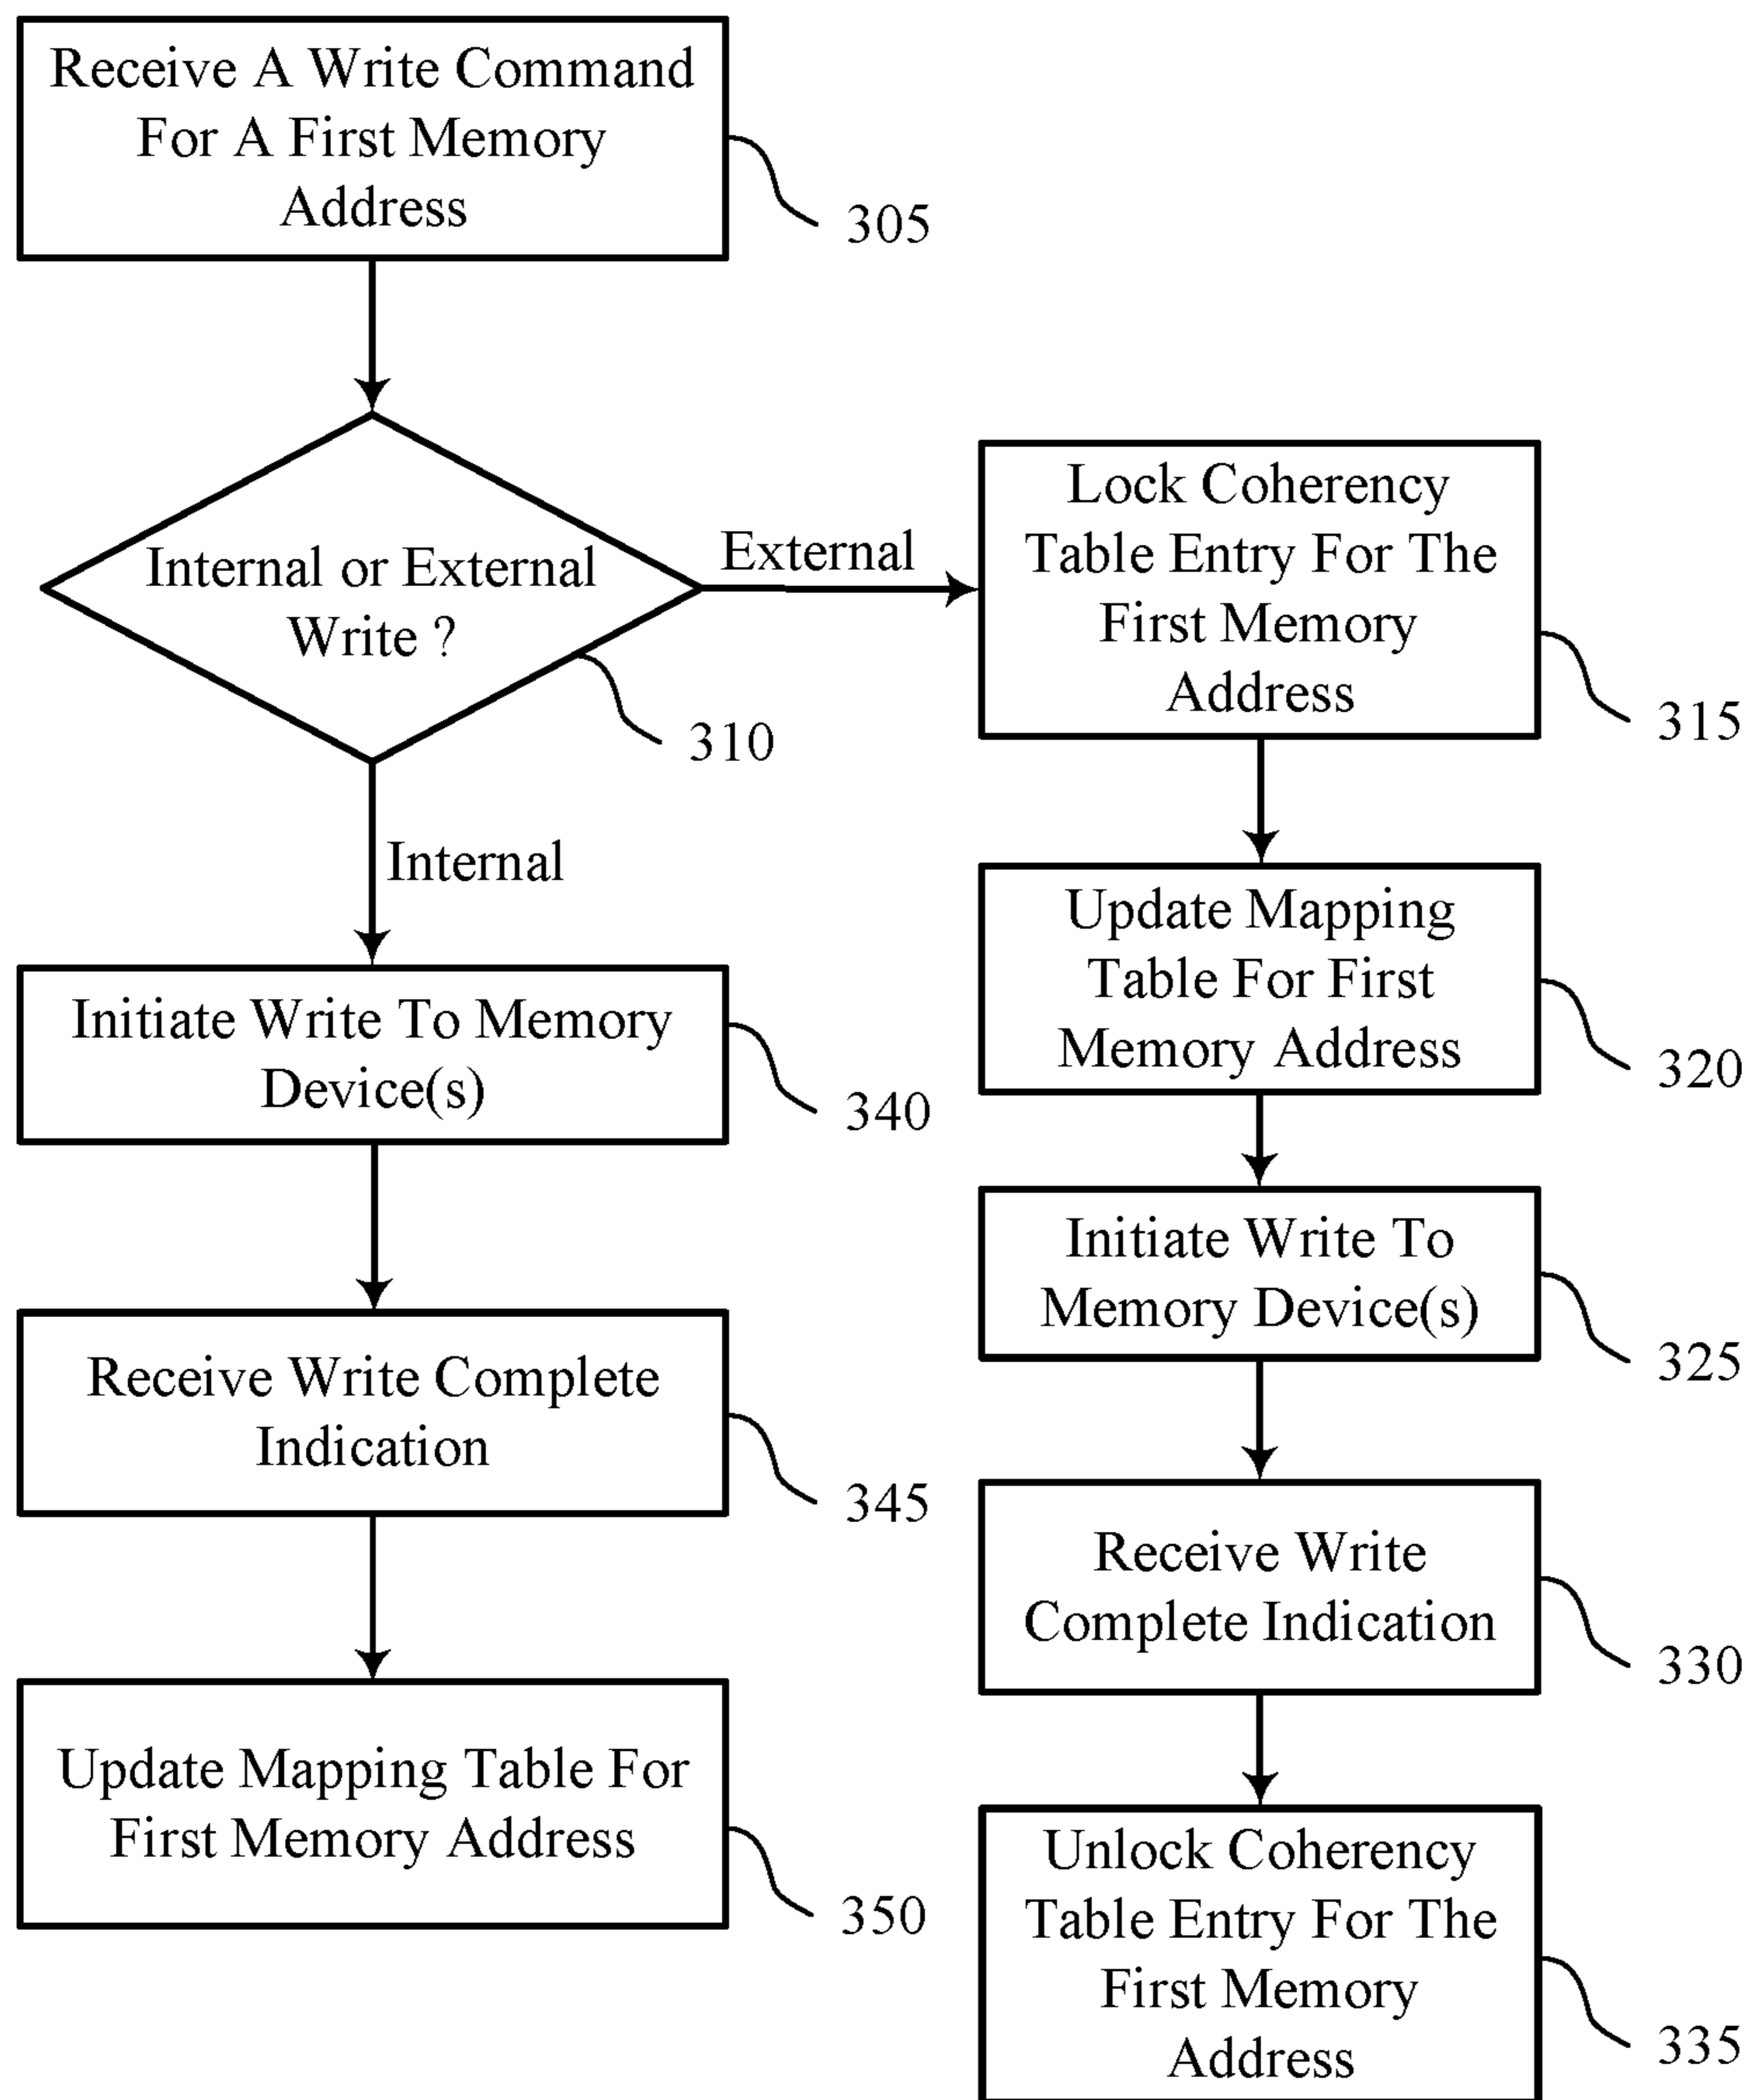 Receive A Write Command
For A First Memory
Address
305
Internal or External
Write ?
310
External
Internal
Lock Coherency
Table Entry For The
First Memory
Address
315
Update Mapping
Table For First
Memory Address
320
Initiate Write To
Memory Device(s)
325
Receive Write
Complete Indication
330
Unlock Coherency
Table Entry For The
First Memory
Address
335
Initiate Write To Memory
Device(s)
340
Receive Write Complete
Indication
345
Update Mapping Table For
First Memory Address
350